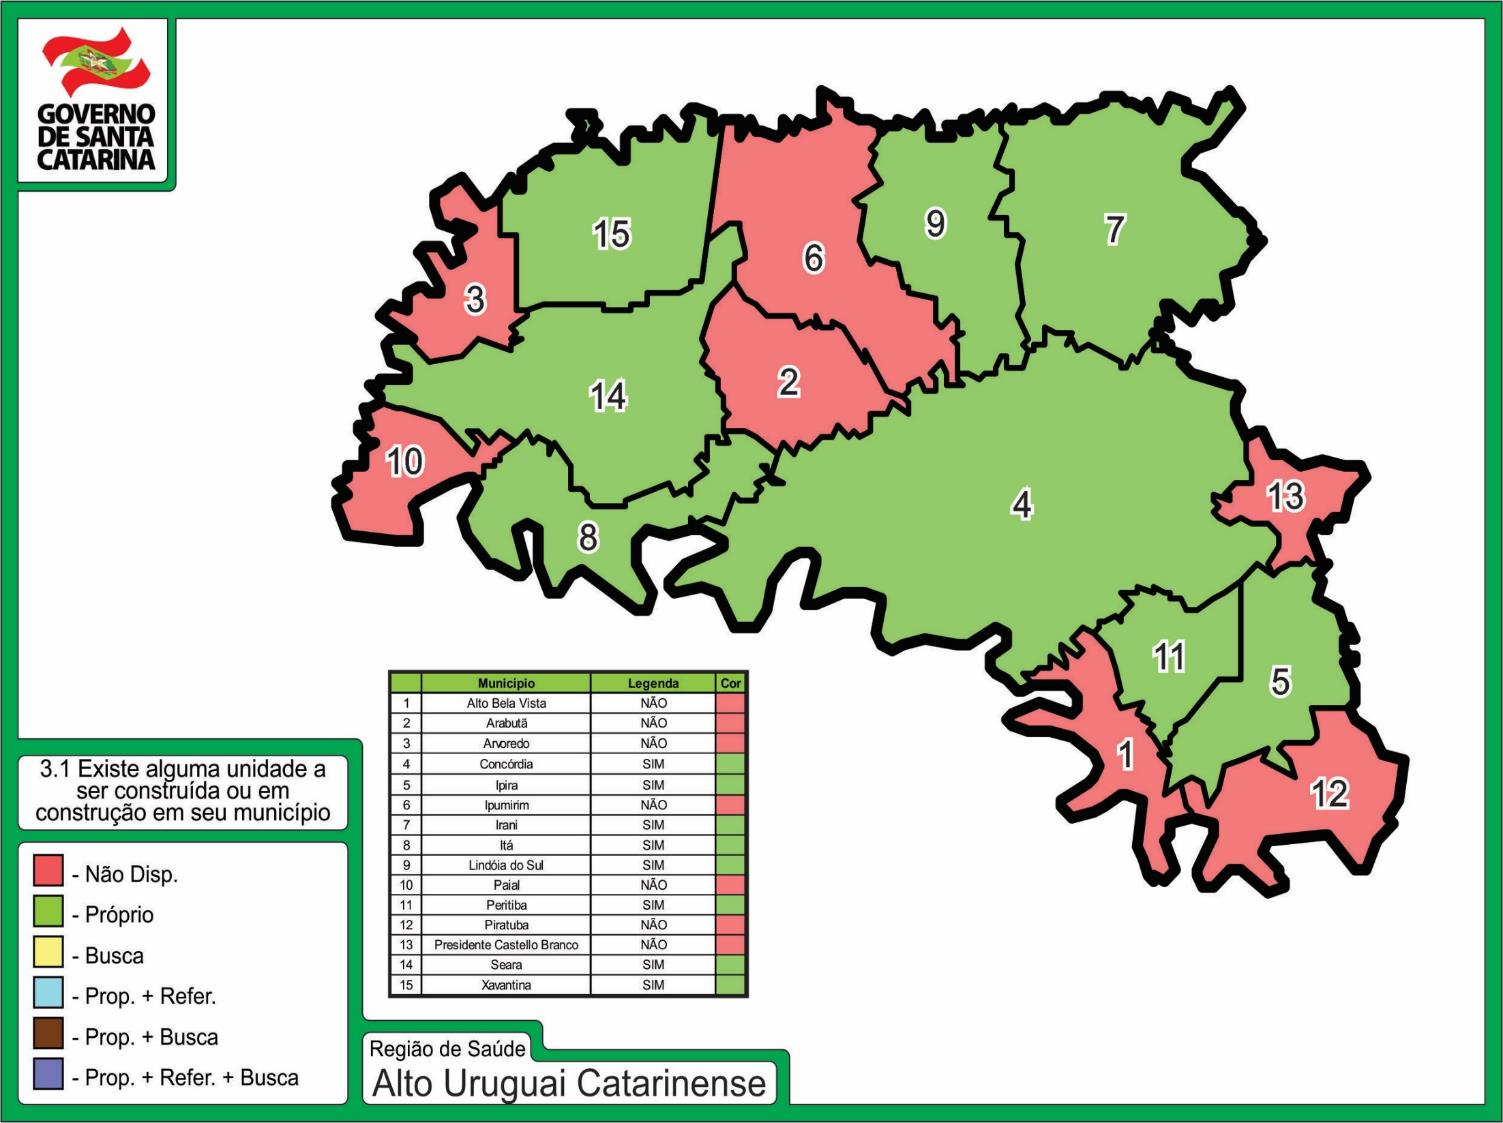 GOVERNO
DE SANTA
CATARINA
15
6
9
7
3
14
2
10
8
4
13
11
5
1
12
Município Legenda Cor
1 Alto Bela Vista NÃO
2 Arabutã NÃO
3 Arvoredo NÃO
4 Concórdia SIM
5 Ipira SIM
6 Ipumirim NÃO
7 Irani SIM
8 Itá SIM
9 Lindóia do Sul SIM
10 Paial NÃO
11 Peritiba SIM
12 Piratuba NÃO
13 Presidente Castello Branco NÃO
14 Seara SIM
15 Xavantina SIM
3.1 Existe alguma unidade a
ser construída ou em
construção em seu município
- Não Disp.
- Próprio
- Busca
- Prop. + Refer.
- Prop. + Busca
- Prop. + Refer. + Busca
Região de Saúde
Alto Uruguai Catarinense